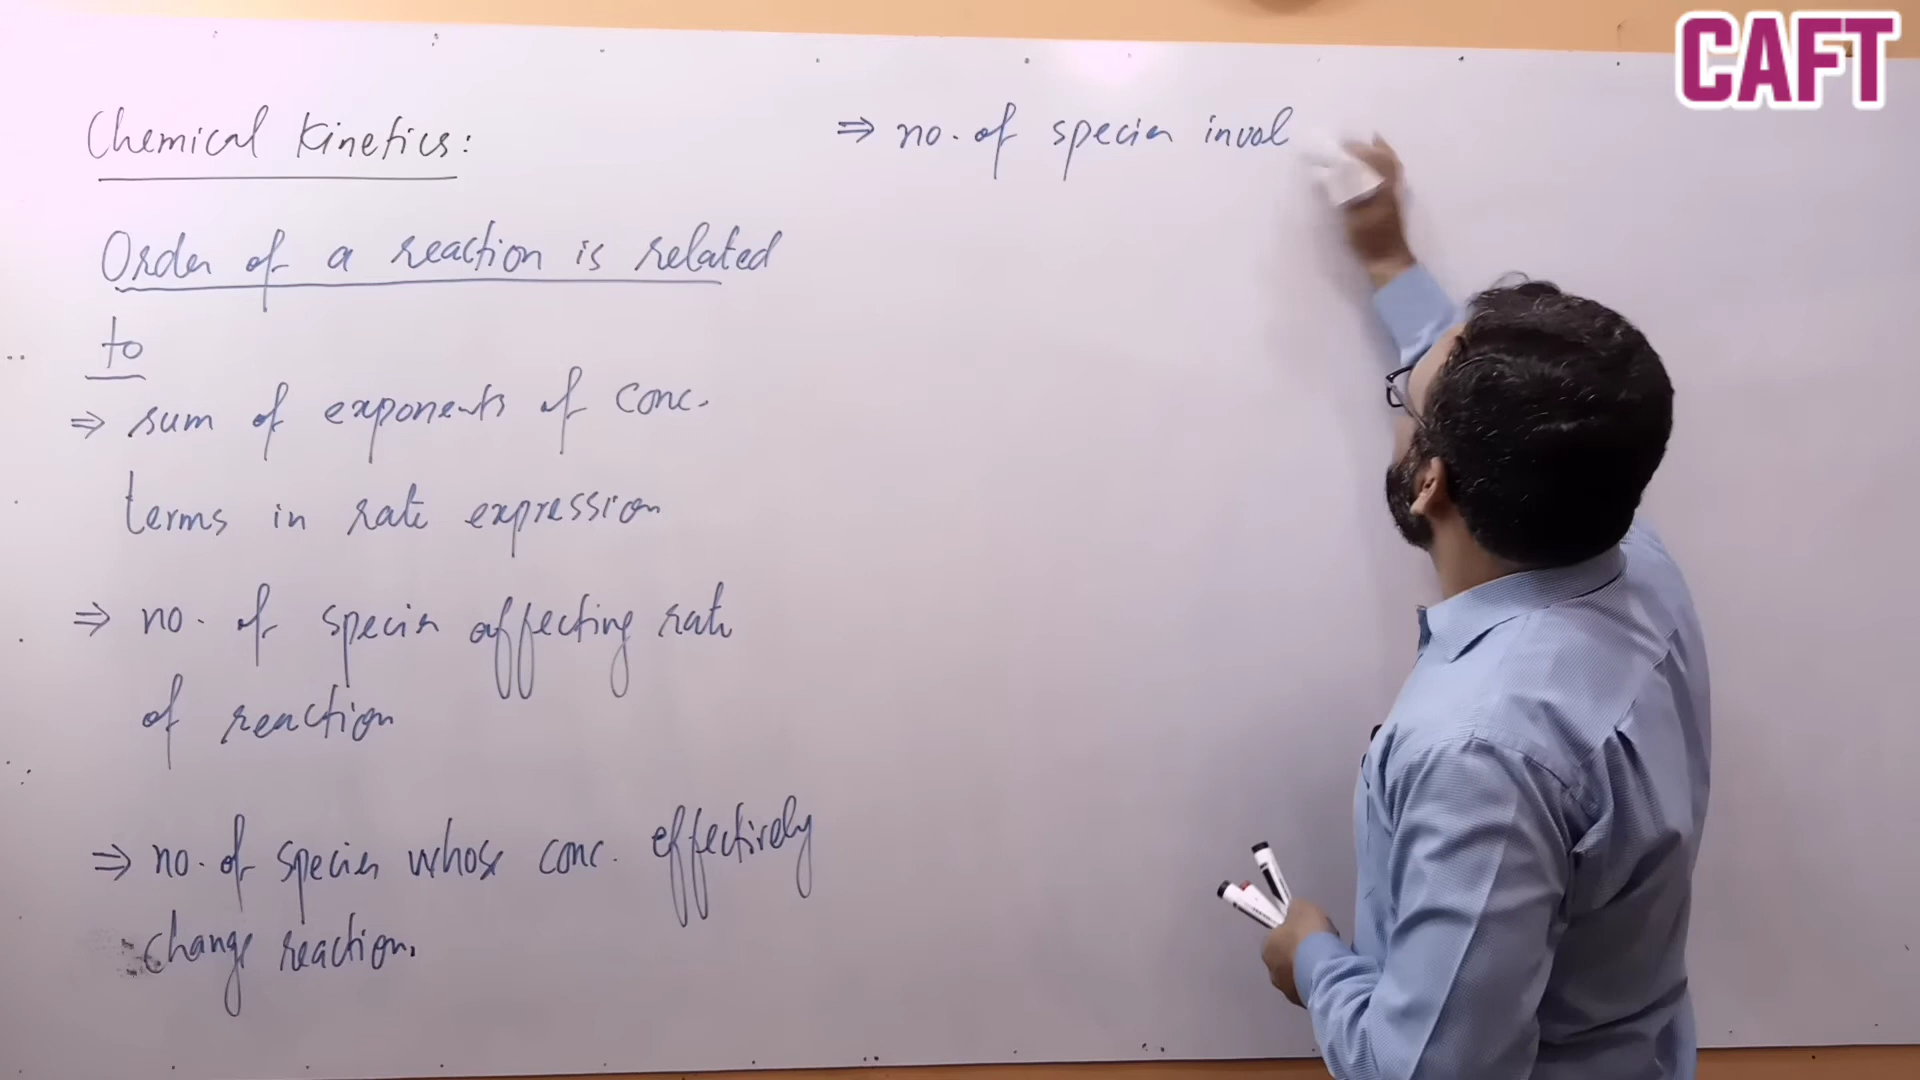 Chemical Kinetics:
Order of a reaction is related
to
⇒ sum of exponents of conc.
terms in rate expression
⇒ no. of species affecting rate
of reaction
⇒ no. of species whose conc. effectively
change reaction.
⇒ no. of species invol
CAFT